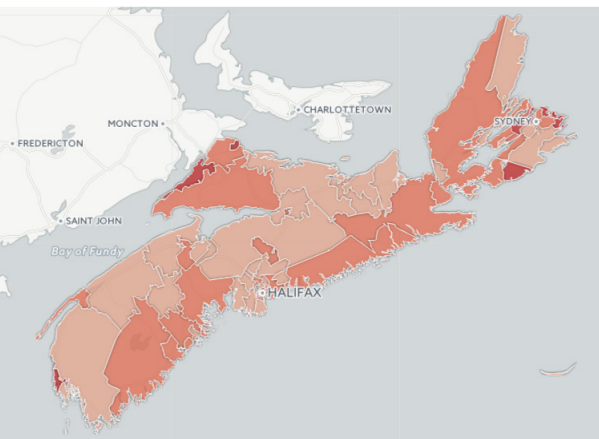 CHARLOTTETOWN
MONCTON
SYDNEY
FREDERICTON
SAINT JOHN
Bay of Fundy
HALIFAX